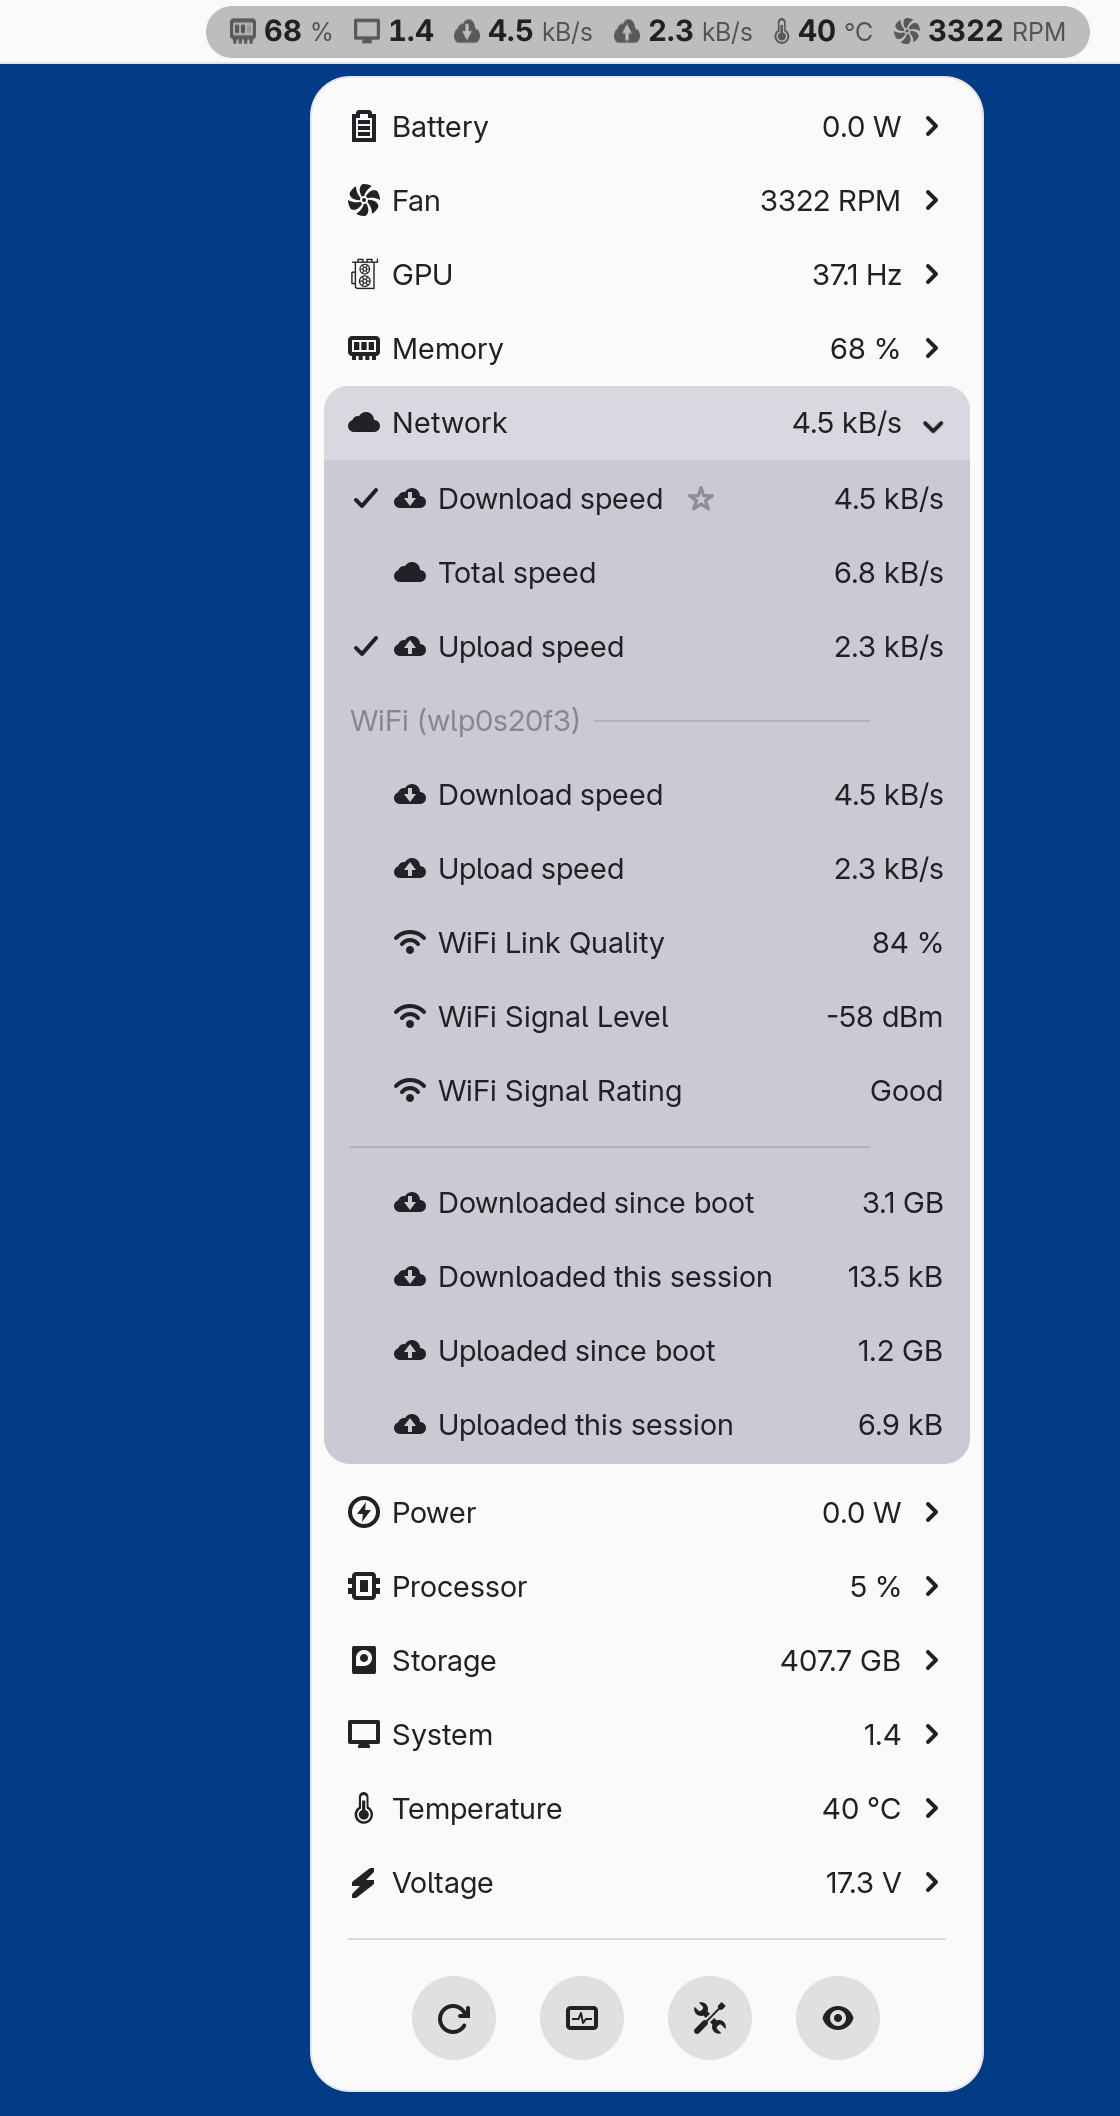 68 % 1.4 4.5 kB/s 2.3 kB/s 40 °C 3322 RPM
Battery 0.0 W
Fan 3322 RPM
GPU 37.1 Hz
Memory 68 %
Network 4.5 kB/s
Download speed 4.5 kB/s
Total speed 6.8 kB/s
Upload speed 2.3 kB/s
WiFi (wlp0s20f3)
Download speed 4.5 kB/s
Upload speed 2.3 kB/s
WiFi Link Quality 84 %
WiFi Signal Level -58 dBm
WiFi Signal Rating Good
Downloaded since boot 3.1 GB
Downloaded this session 13.5 kB
Uploaded since boot 1.2 GB
Uploaded this session 6.9 kB
Power 0.0 W
Processor 5 %
Storage 407.7 GB
System 1.4
Temperature 40 °C
Voltage 17.3 V